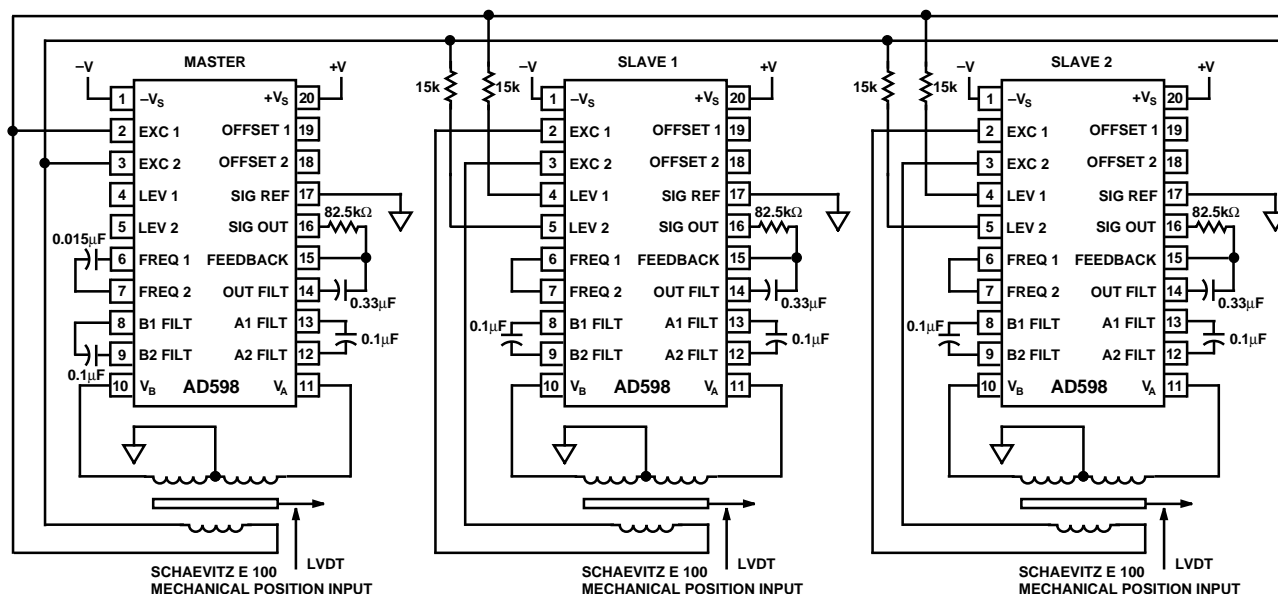 MASTER
–V
+V
1 –VS
+VS 20
2 EXC 1
OFFSET 1 19
3 EXC 2
OFFSET 2 18
4 LEV 1
SIG REF 17
5 LEV 2
SIG OUT 16
82.5kΩ
0.015µF
6 FREQ 1
FEEDBACK 15
7 FREQ 2
OUT FILT 14
0.33µF
8 B1 FILT
A1 FILT 13
0.1µF
9 B2 FILT
A2 FILT 12
0.1µF
10 VB
AD598
VA 11
LVDT
SCHAEVITZ E 100
MECHANICAL POSITION INPUT
15k
15k
SLAVE 1
–V
+V
1 –VS
+VS 20
2 EXC 1
OFFSET 1 19
3 EXC 2
OFFSET 2 18
4 LEV 1
SIG REF 17
5 LEV 2
SIG OUT 16
82.5kΩ
6 FREQ 1
FEEDBACK 15
7 FREQ 2
OUT FILT 14
0.33µF
0.1µF
8 B1 FILT
A1 FILT 13
0.1µF
9 B2 FILT
A2 FILT 12
10 VB
AD598
VA 11
LVDT
SCHAEVITZ E 100
MECHANICAL POSITION INPUT
15k
15k
SLAVE 2
–V
+V
1 –VS
+VS 20
2 EXC 1
OFFSET 1 19
3 EXC 2
OFFSET 2 18
4 LEV 1
SIG REF 17
5 LEV 2
SIG OUT 16
82.5kΩ
6 FREQ 1
FEEDBACK 15
7 FREQ 2
OUT FILT 14
0.33µF
0.1µF
8 B1 FILT
A1 FILT 13
0.1µF
9 B2 FILT
A2 FILT 12
10 VB
AD598
VA 11
LVDT
SCHAEVITZ E 100
MECHANICAL POSITION INPUT